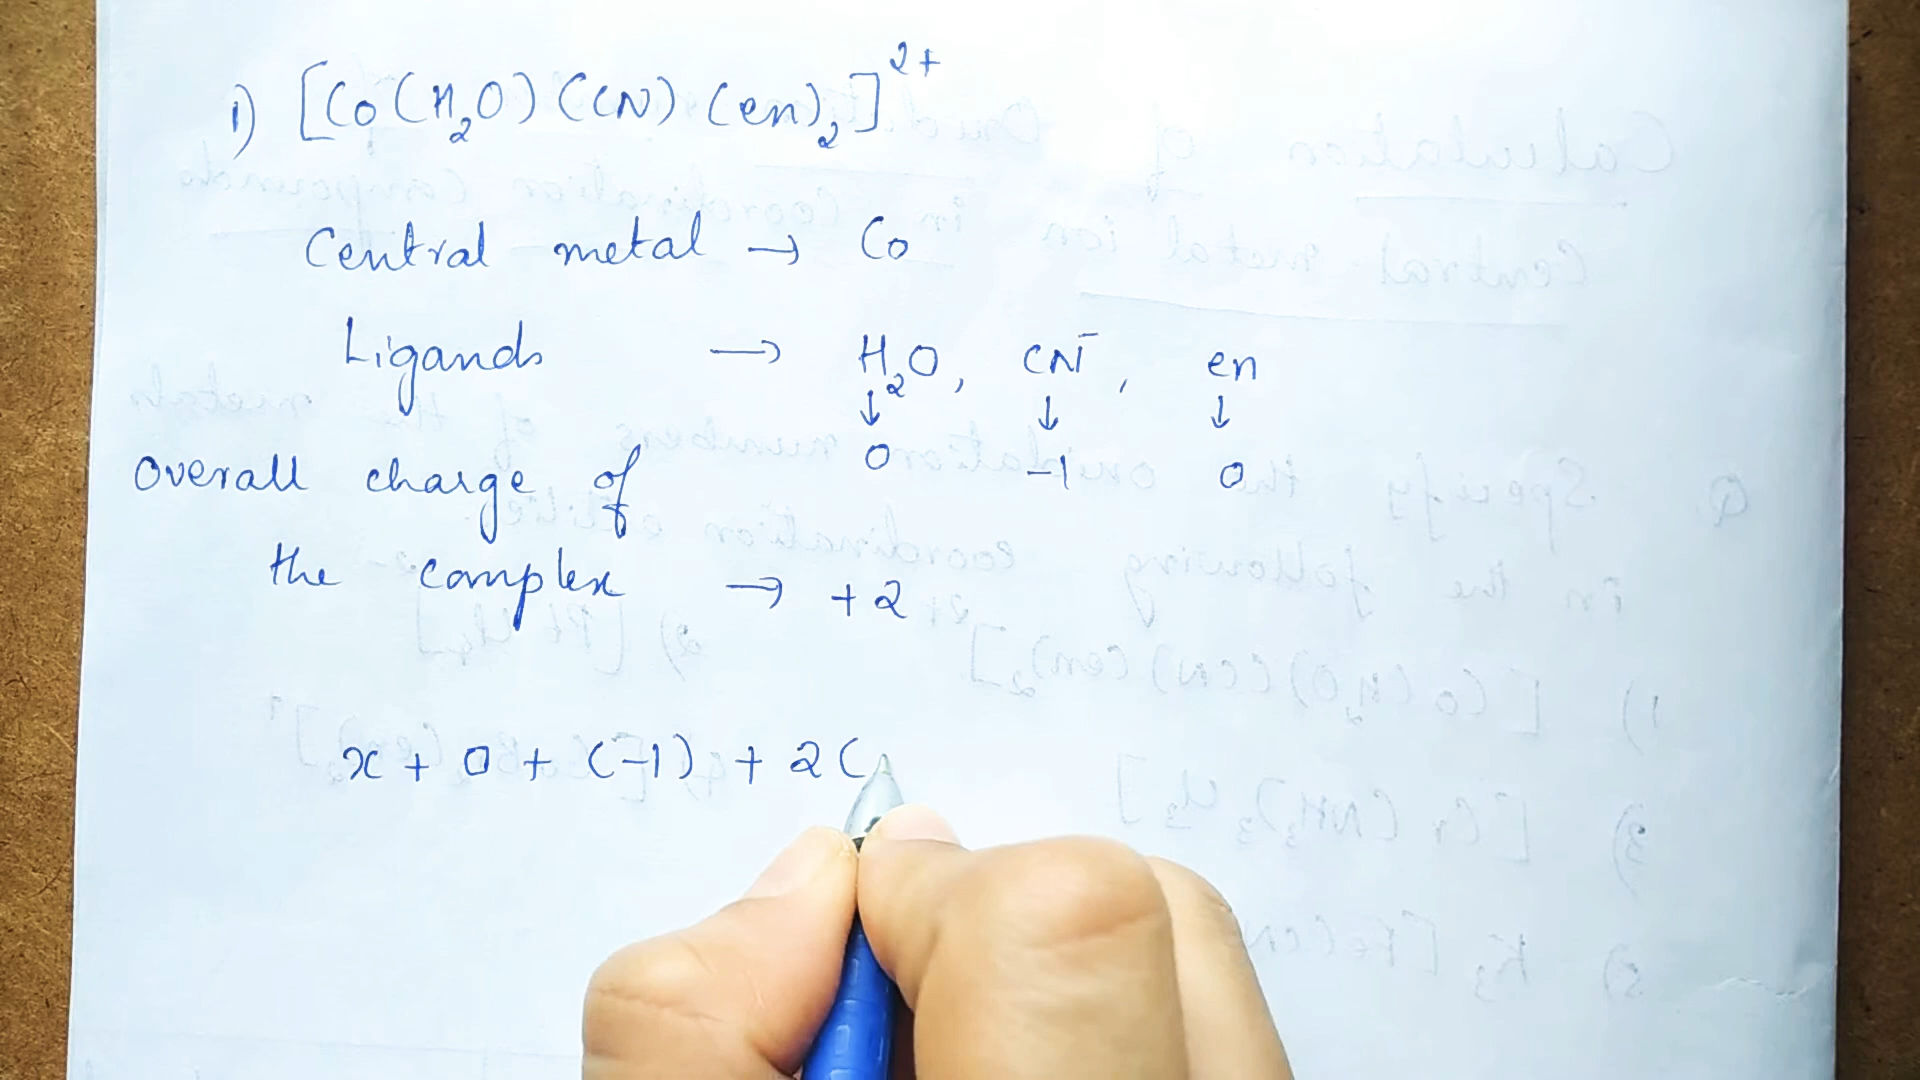 1) [Co(H₂O)(CN)(en)₂]²⁺
Central metal → Co
Ligands → H₂O, CN⁻, en
↓ ↓ ↓
0 -1 0
Overall charge of
the complex → +2
x + 0 + (-1) + 2(